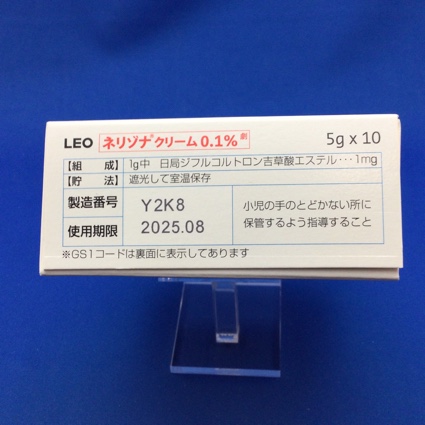 LEO ネリゾナ®クリーム0.1% 劇 5g x 10
【組　成】 1g中 日局ジフルコルトロン吉草酸エステル･･･1mg
【貯　法】 遮光して室温保存
製造番号 Y2K8
使用期限 2025.08
小児の手のとどかない所に
保管するよう指導すること
※GS1コードは裏面に表示してあります